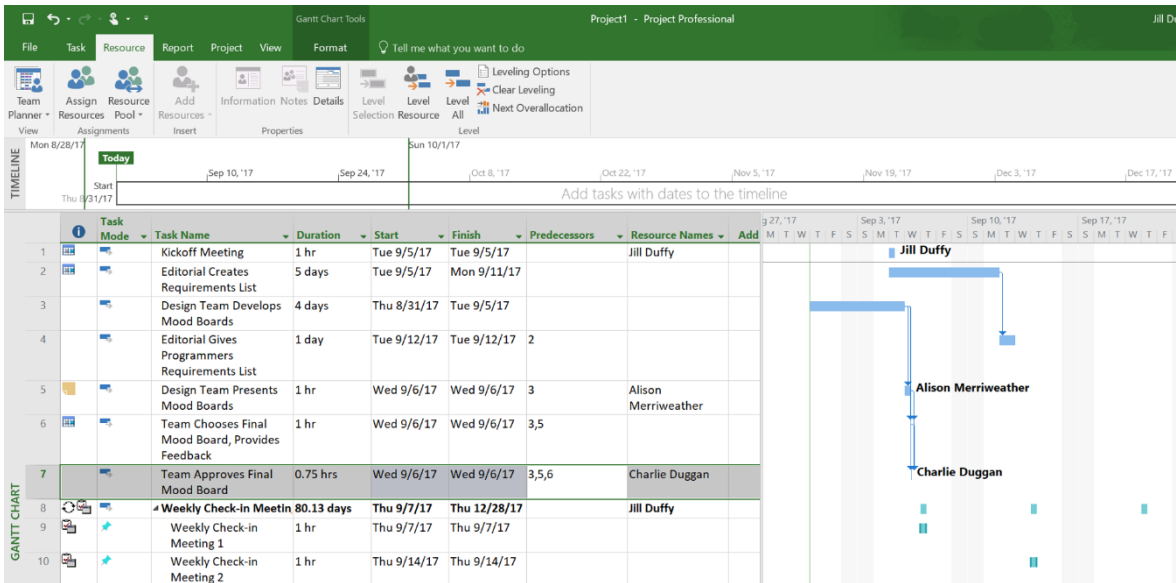 Gantt Chart Tools
Project1 - Project Professional
File Task Resource Report Project View Format Tell me what you want to do
Team Planner
Assign Resources
Resource Pool
Add Resources
Information Notes Details
Level Selection
Level Resource
Level All
Leveling Options
Clear Leveling
Next Overallocation
View Assignments Insert Properties Level
TIMELINE
Mon 8/28/17
Sun 10/1/17
Today
Sep 10, '17 Sep 24, '17 Oct 8, '17 Oct 22, '17 Nov 5, '17 Nov 19, '17 Dec 3, '17 Dec 17, '17
Start
Thu 8/31/17
Add tasks with dates to the timeline
GANTT CHART
Task Mode Task Name Duration Start Finish Predecessors Resource Names Add
27, '17 Sep 3, '17 Sep 10, '17 Sep 17, '17
M T W T F S S M T W T F S S M T W T F S S M T W T F
1 Kickoff Meeting 1 hr Tue 9/5/17 Tue 9/5/17 Jill Duffy
Jill Duffy
2 Editorial Creates 5 days Tue 9/5/17 Mon 9/11/17
Requirements List
3 Design Team Develops 4 days Thu 8/31/17 Tue 9/5/17
Mood Boards
4 Editorial Gives 1 day Tue 9/12/17 Tue 9/12/17 2
Programmers
Requirements List
5 Design Team Presents 1 hr Wed 9/6/17 Wed 9/6/17 3 Alison
Mood Boards Merriweather
Alison Merriweather
6 Team Chooses Final 1 hr Wed 9/6/17 Wed 9/6/17 3,5
Mood Board, Provides
Feedback
7 Team Approves Final 0.75 hrs Wed 9/6/17 Wed 9/6/17 3,5,6 Charlie Duggan
Mood Board
Charlie Duggan
8 Weekly Check-in Meetin 80.13 days Thu 9/7/17 Thu 12/28/17 Jill Duffy
9 Weekly Check-in 1 hr Thu 9/7/17 Thu 9/7/17
Meeting 1
10 Weekly Check-in 1 hr Thu 9/14/17 Thu 9/14/17
Meeting 2